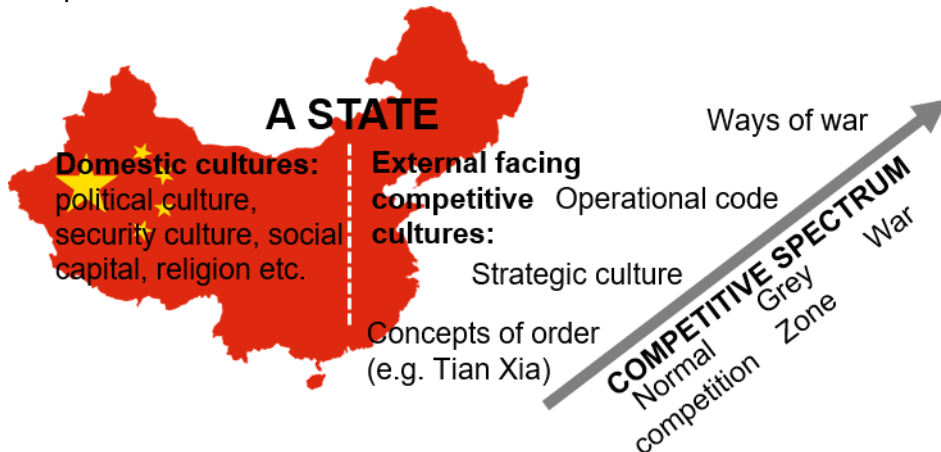 A STATE
Domestic cultures:
political culture,
security culture, social
capital, religion etc.
External facing
competitive
cultures:
Ways of war
Operational code
Strategic culture
Concepts of order
(e.g. Tian Xia)
COMPETITIVE SPECTRUM
Normal
competition
Grey
Zone
War